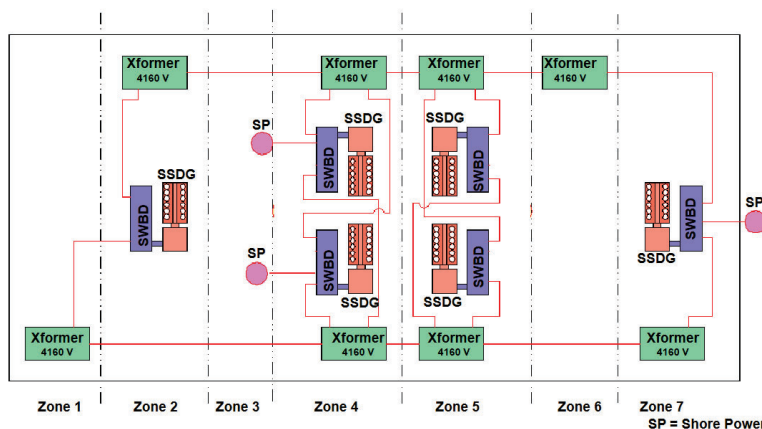 Xformer
4160 V
Xformer
4160 V
Xformer
4160 V
Xformer
4160 V
SP
SSDG
SWBD
SSDG
SWBD
SSDG
SWBD
SSDG
SWBD
SP
SP
SWBD
SSDG
SWBD
SSDG
SWBD
SSDG
Xformer
4160 V
Xformer
4160 V
Xformer
4160 V
Xformer
4160 V
Zone 1
Zone 2
Zone 3
Zone 4
Zone 5
Zone 6
Zone 7
SP = Shore Power